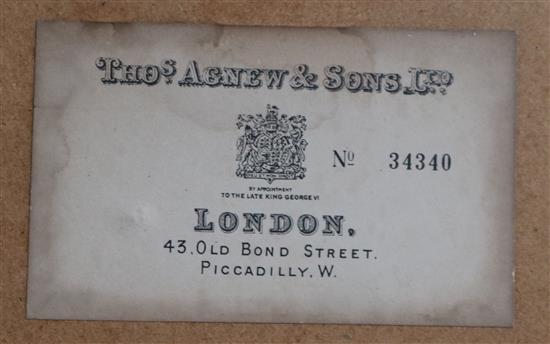 THOS AGNEW & SONS LTD
No 34340
BY APPOINTMENT
TO THE LATE KING GEORGE VI
LONDON,
43, OLD BOND STREET.
PICCADILLY, W.